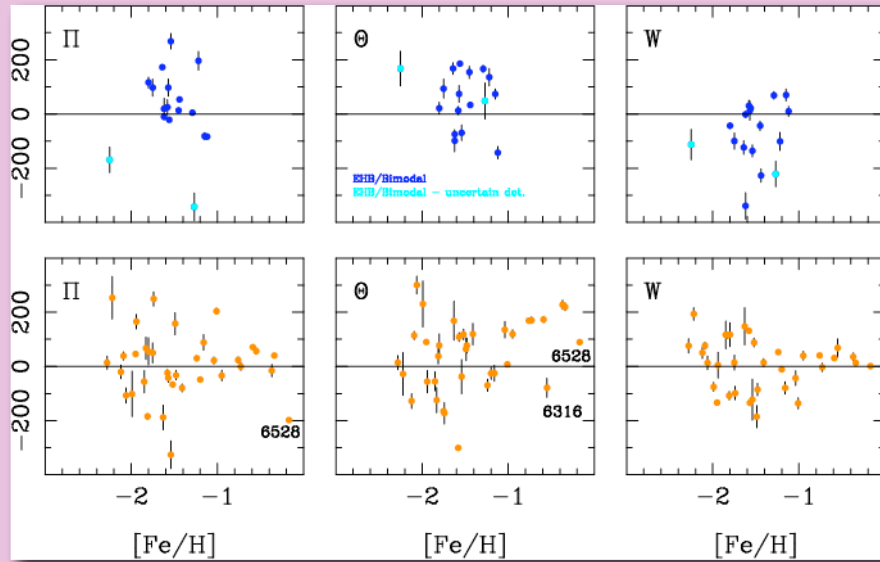 Π Θ W
200
0
−200
EHB/Bimodal
EHB/Bimodal − uncertain det.
Π Θ W
200
0
−200
6528
6528
6316
−2 −1 −2 −1 −2 −1
[Fe/H] [Fe/H] [Fe/H]